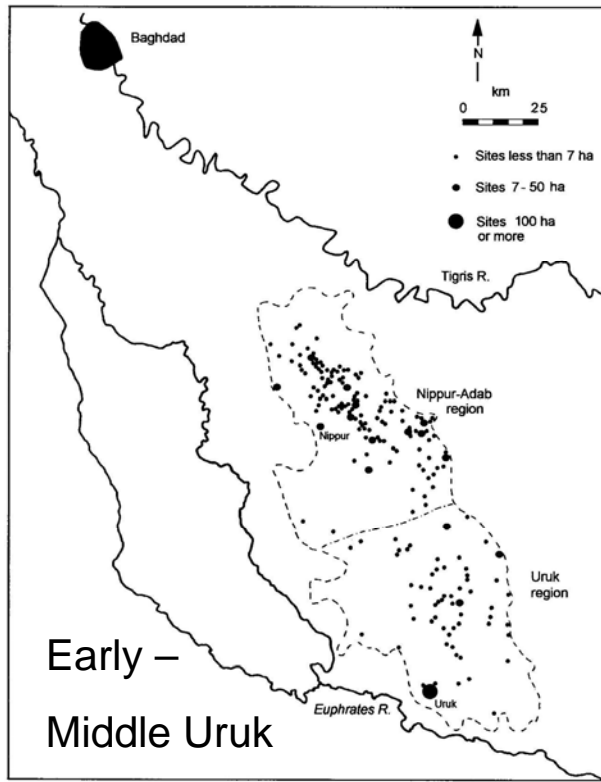 Baghdad
N
km
0 25
Sites less than 7 ha
Sites 7 - 50 ha
Sites 100 ha
or more
Tigris R.
Nippur-Adab
region
Nippur
Uruk
region
Early –
Middle Uruk
Uruk
Euphrates R.